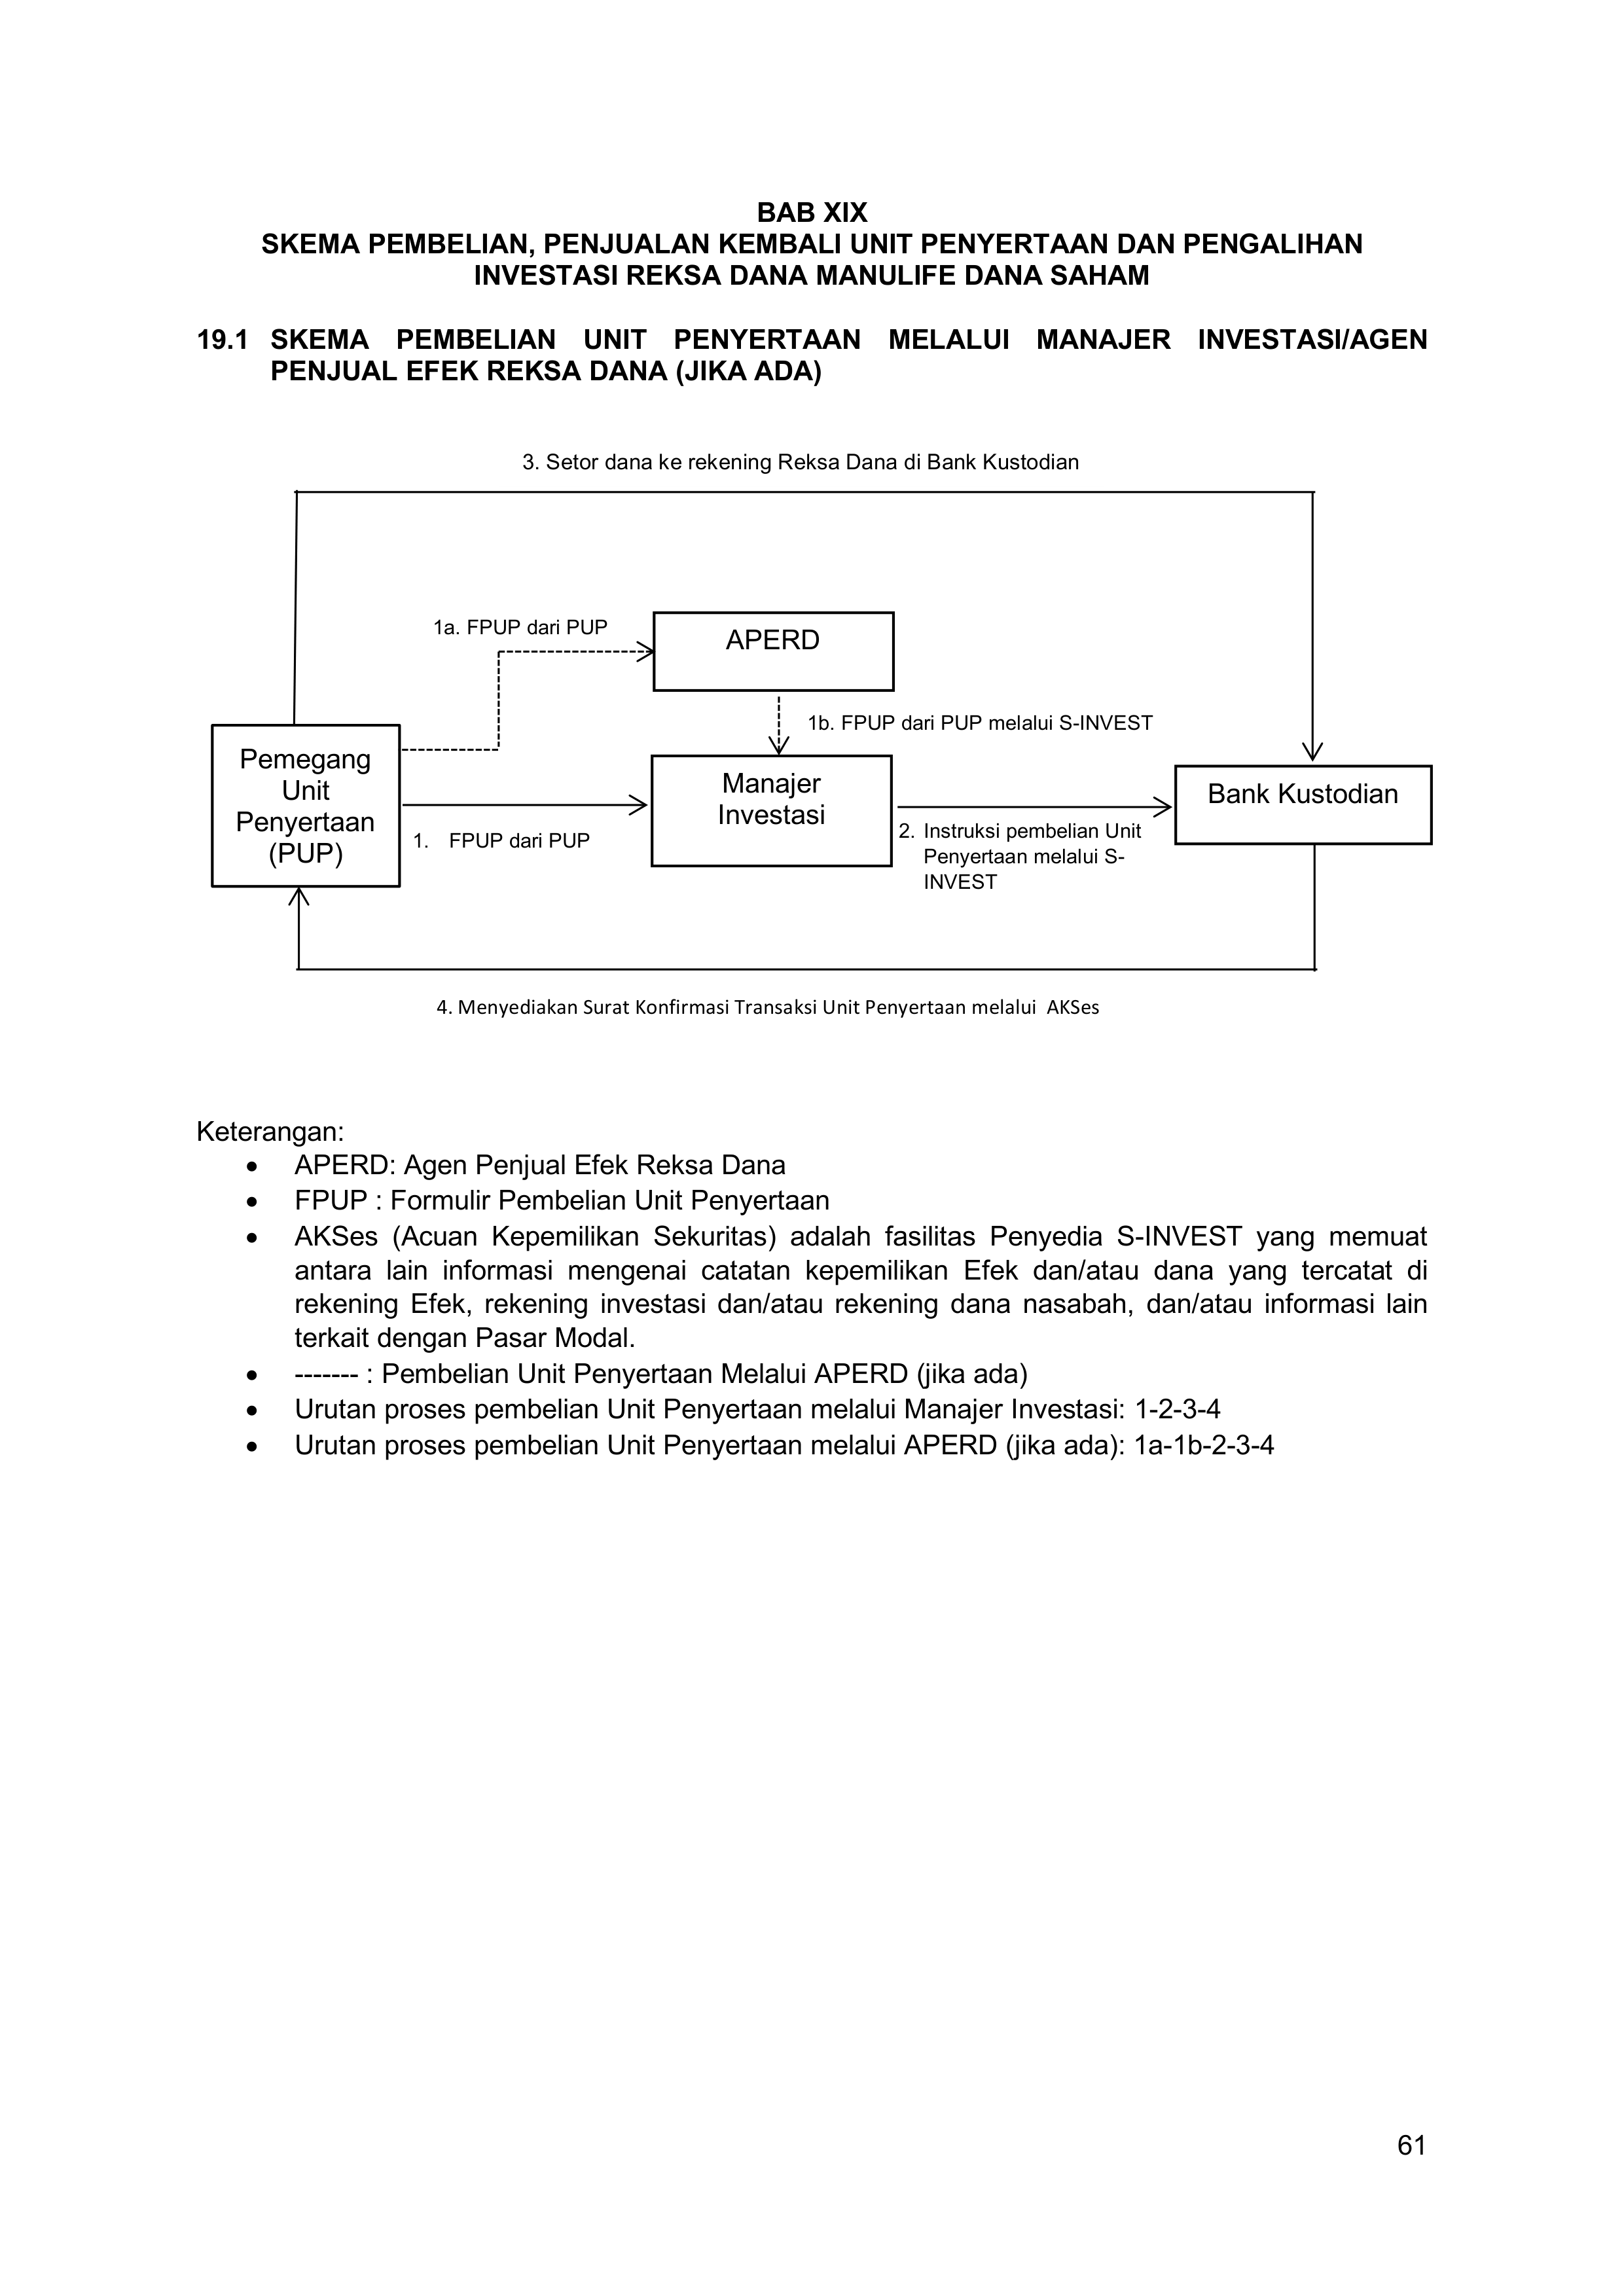 BAB XIX
SKEMA PEMBELIAN, PENJUALAN KEMBALI UNIT PENYERTAAN DAN PENGALIHAN
INVESTASI REKSA DANA MANULIFE DANA SAHAM
19.1 SKEMA PEMBELIAN UNIT PENYERTAAN MELALUI MANAJER INVESTASI/AGEN
PENJUAL EFEK REKSA DANA (JIKA ADA)
3. Setor dana ke rekening Reksa Dana di Bank Kustodian
1a. FPUP dari PUP
APERD
1b. FPUP dari PUP melalui S-INVEST
Pemegang
Unit
Penyertaan
(PUP)
1. FPUP dari PUP
Manajer
Investasi
2. Instruksi pembelian Unit
Penyertaan melalui S-
INVEST
Bank Kustodian
4. Menyediakan Surat Konfirmasi Transaksi Unit Penyertaan melalui AKSes
Keterangan:
• APERD: Agen Penjual Efek Reksa Dana
• FPUP : Formulir Pembelian Unit Penyertaan
• AKSes (Acuan Kepemilikan Sekuritas) adalah fasilitas Penyedia S-INVEST yang memuat
antara lain informasi mengenai catatan kepemilikan Efek dan/atau dana yang tercatat di
rekening Efek, rekening investasi dan/atau rekening dana nasabah, dan/atau informasi lain
terkait dengan Pasar Modal.
• ------- : Pembelian Unit Penyertaan Melalui APERD (jika ada)
• Urutan proses pembelian Unit Penyertaan melalui Manajer Investasi: 1-2-3-4
• Urutan proses pembelian Unit Penyertaan melalui APERD (jika ada): 1a-1b-2-3-4
61